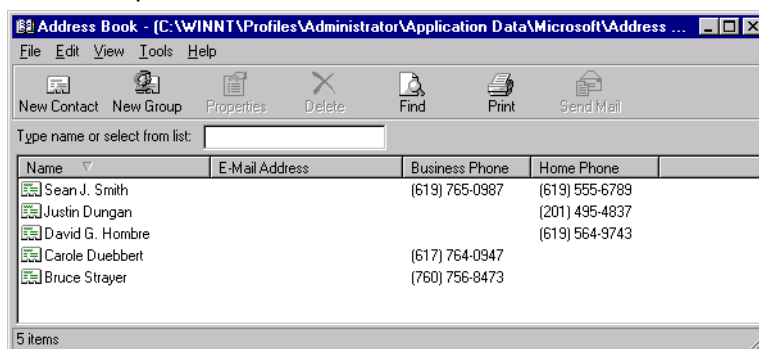 Address Book - (C:\WINNT\Profiles\Administrator\Application Data\Microsoft\Address ...
File Edit View Tools Help
New Contact New Group Properties Delete Find Print Send Mail
Type name or select from list:
Name E-Mail Address Business Phone Home Phone
Sean J. Smith (619) 765-0987 (619) 555-6789
Justin Dungan (201) 495-4837
David G. Hombre (619) 564-9743
Carole Duebbert (617) 764-0947
Bruce Strayer (760) 756-8473
5 items